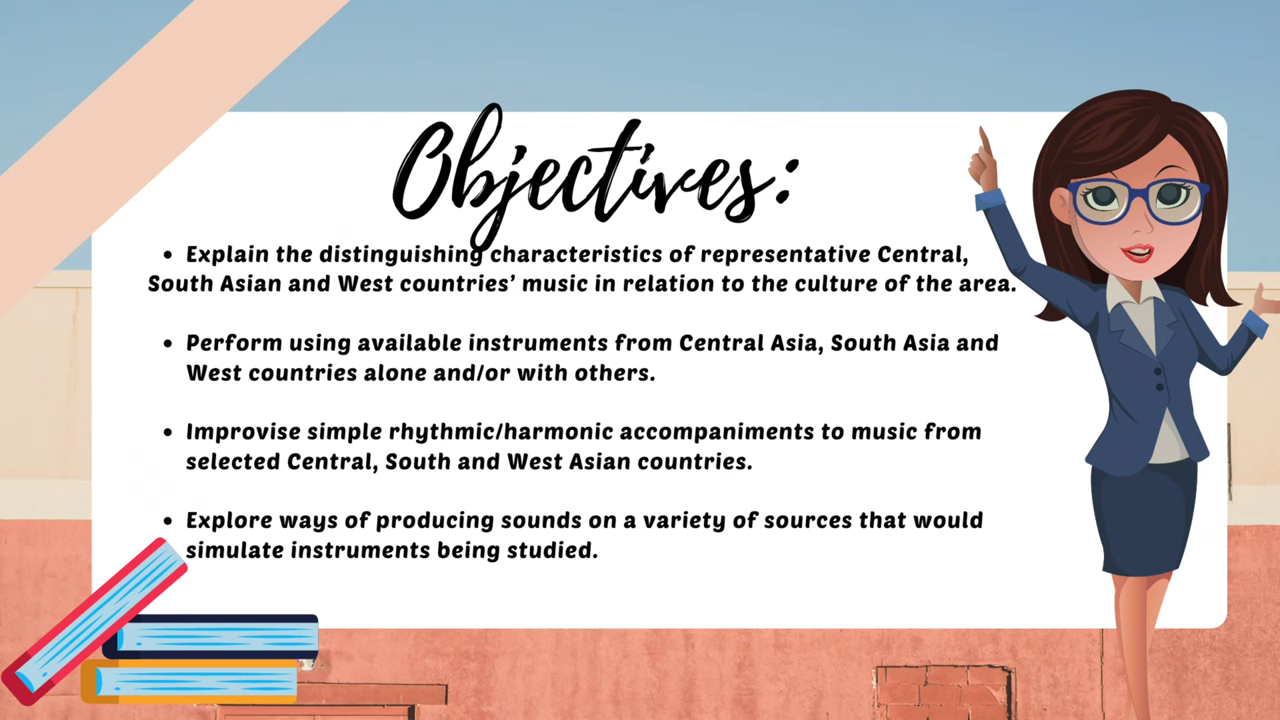 Objectives:
• Explain the distinguishing characteristics of representative Central,
South Asian and West countries’ music in relation to the culture of the area.
• Perform using available instruments from Central Asia, South Asia and
West countries alone and/or with others.
• Improvise simple rhythmic/harmonic accompaniments to music from
selected Central, South and West Asian countries.
• Explore ways of producing sounds on a variety of sources that would
simulate instruments being studied.